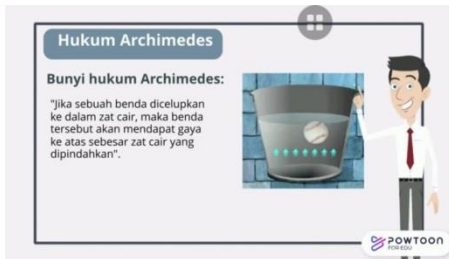 Hukum Archimedes
Bunyi hukum Archimedes:
"Jika sebuah benda dicelupkan
ke dalam zat cair, maka benda
tersebut akan mendapat gaya
ke atas sebesar zat cair yang
dipindahkan".
POWTOON
FOR EDU